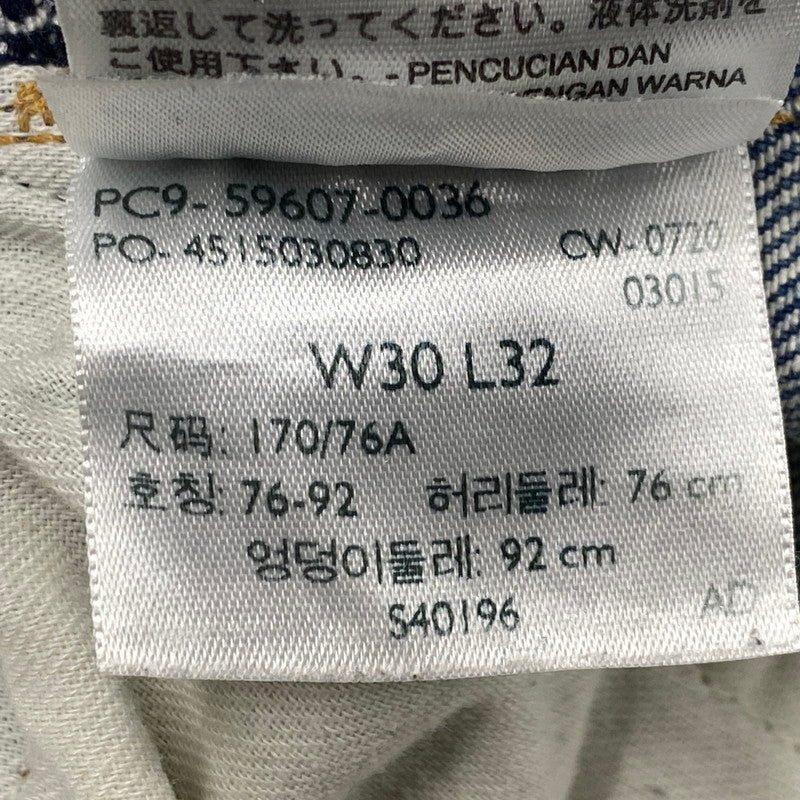 裏返して洗ってください。液体洗剤を
ご使用下さい。- PENCUCIAN DAN
WARNA
PC9- 59607-0036
PO- 4515030830 CW- 0720
03015
W30 L32
尺码: 170/76A
호칭: 76-92 허리둘레: 76 cm
엉덩이둘레: 92 cm
S40196 AD